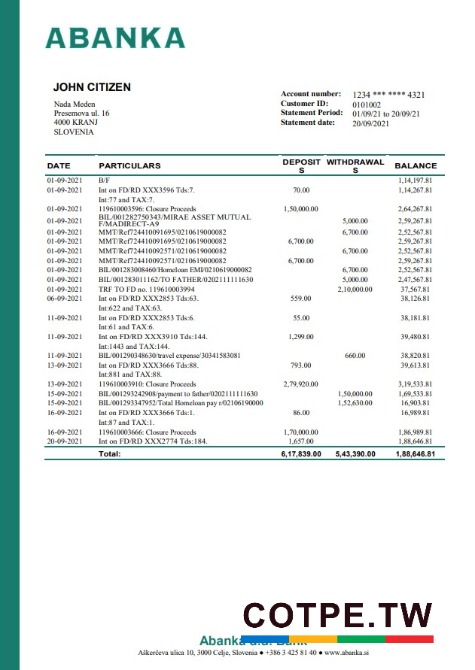 ABANKA
JOHN CITIZEN
Nada Meden
Presernova ul. 16
4000 KRANJ
SLOVENIA
Account number: 1234 *** **** 4321
Customer ID: 0101002
Statement Period: 01/09/21 to 20/09/21
Statement date: 20/09/2021
DATE PARTICULARS DEPOSITS WITHDRAWALS BALANCE
01-09-2021 B/F 1,14,197.81
01-09-2021 Int on FD/RD XXX3596 Tds:7. 70.00 1,14,267.81
Int:77 and TAX:7.
01-09-2021 119610003596: Closure Proceeds 1,50,000.00 2,64,267.81
01-09-2021 BIL/001282750343/MIRAE ASSET MUTUAL 5,000.00 2,59,267.81
F/MADIRECT-A9
01-09-2021 MMT/Ref724410091695/0210619000082 6,700.00 2,52,567.81
01-09-2021 MMT/Ref724410091695/0210619000082 6,700.00 2,59,267.81
01-09-2021 MMT/Ref724410092571/0210619000082 6,700.00 2,52,567.81
01-09-2021 MMT/Ref724410092571/0210619000082 6,700.00 2,59,267.81
01-09-2021 BIL/001283008460/Homeloan EMI/0210619000082 6,700.00 2,52,567.81
01-09-2021 BIL/001283011162/TO FATHER/0202111111630 5,000.00 2,47,567.81
01-09-2021 TRF TO FD no. 119610003994 2,10,000.00 37,567.81
06-09-2021 Int on FD/RD XXX2853 Tds:63. 559.00 38,126.81
Int:622 and TAX:63.
11-09-2021 Int on FD/RD XXX2853 Tds:6. 55.00 38,181.81
Int:61 and TAX:6.
11-09-2021 Int on FD/RD XXX3910 Tds:144. 1,299.00 39,480.81
Int:1443 and TAX:144.
11-09-2021 BIL/001290348630/travel expense/30341583081 660.00 38,820.81
13-09-2021 Int on FD/RD XXX3666 Tds:88. 793.00 39,613.81
Int:881 and TAX:88.
13-09-2021 119610003910: Closure Proceeds 2,79,920.00 3,19,533.81
15-09-2021 BIL/001293242908/payment to father/0202111111630 1,50,000.00 1,69,533.81
15-09-2021 BIL/001293347952/Total Homeloan pay r/02106190000 1,52,630.00 16,903.81
16-09-2021 Int on FD/RD XXX3666 Tds:1. 86.00 16,989.81
Int:87 and TAX:1.
16-09-2021 119610003666: Closure Proceeds 1,70,000.00 1,86,989.81
20-09-2021 Int on FD/RD XXX2774 Tds:184. 1,657.00 1,88,646.81
Total: 6,17,839.00 5,43,390.00 1,88,646.81
COTPE.TW
Abanka d.d. Bank
Aškerčeva ulica 10, 3000 Celje, Slovenia ● +386 3 425 81 40 ● www.abanka.si